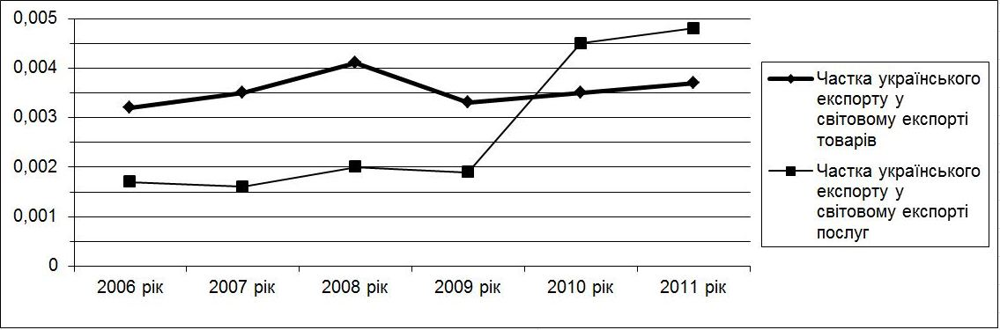 0,005
0,004
0,003
0,002
0,001
0
2006 рік
2007 рік
2008 рік
2009 рік
2010 рік
2011 рік
Частка українського
експорту у
світовому експорті
товарів
Частка українського
експорту у
світовому експорті
послуг